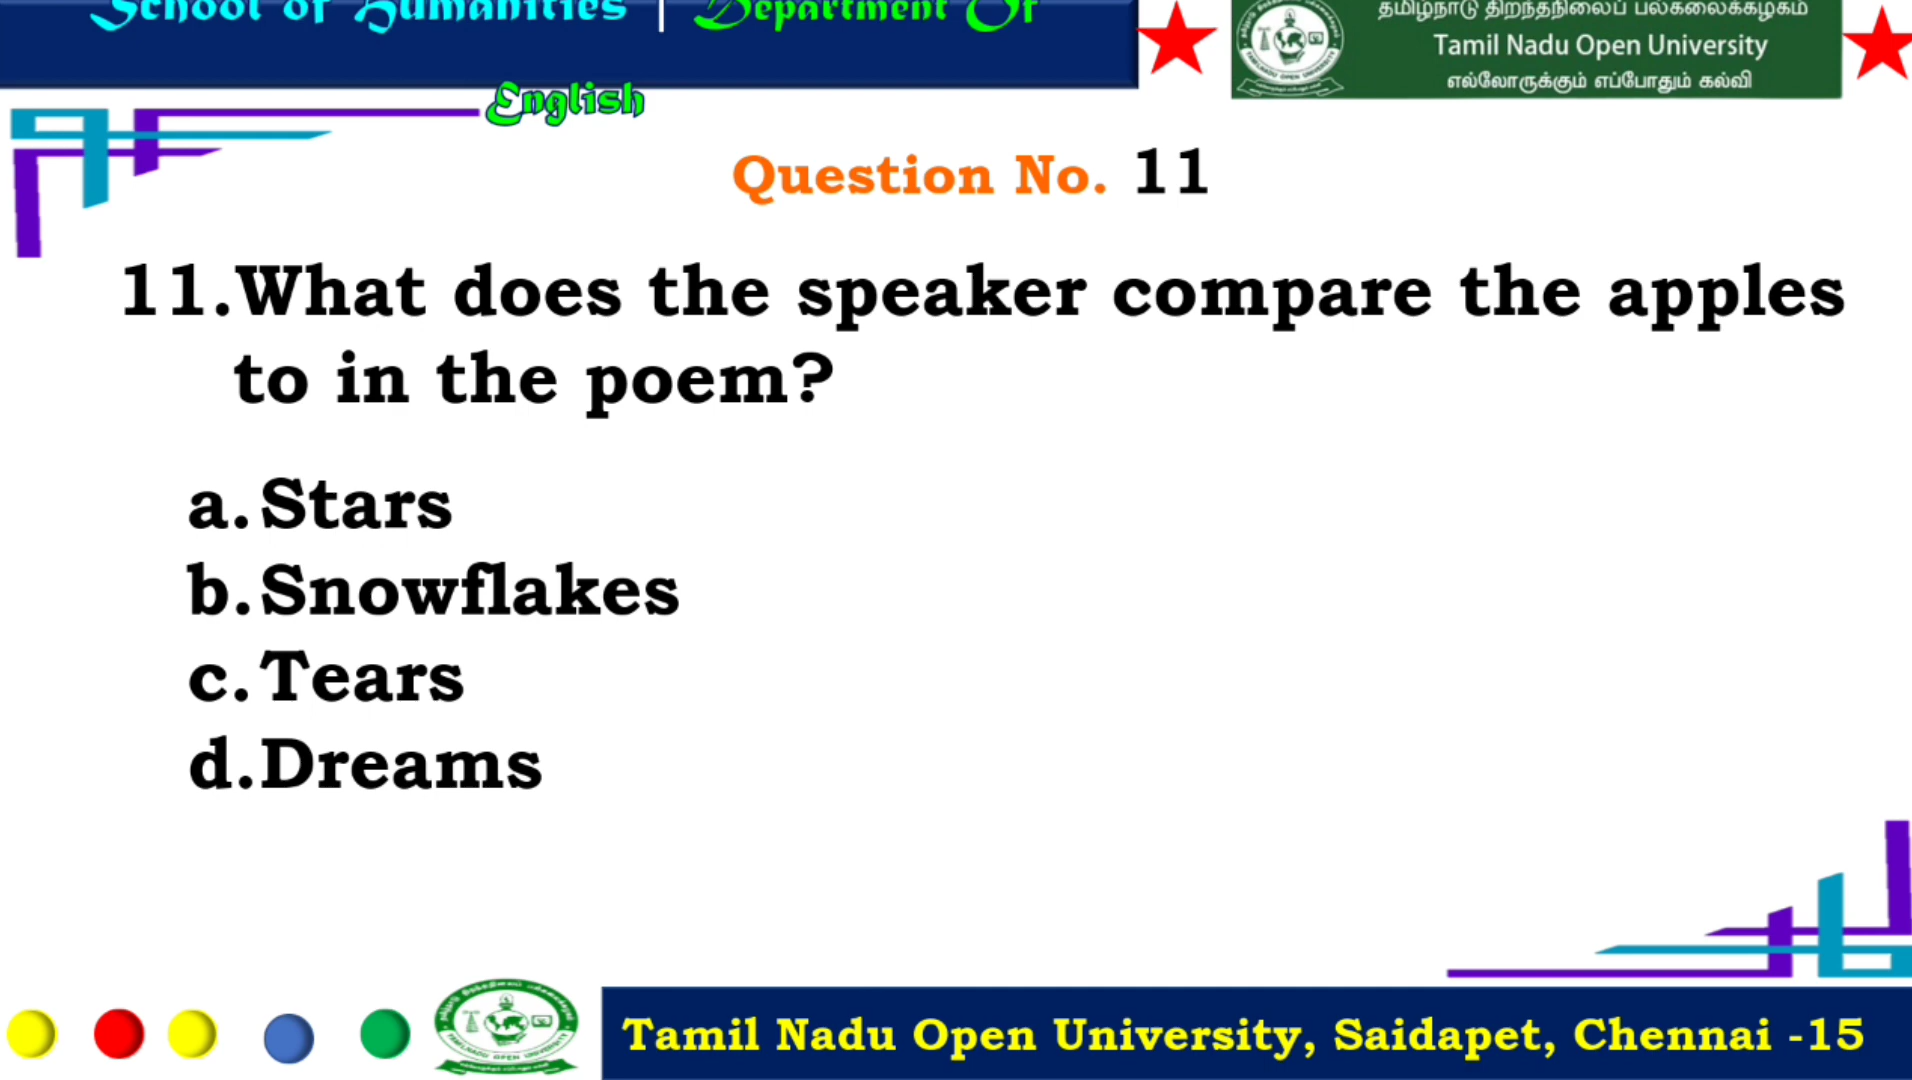 School of Humanities | Department Of
English
தமிழ்நாடு திறந்தநிலைப் பல்கலைக்கழகம்
Tamil Nadu Open University
எல்லோருக்கும் எப்போதும் கல்வி
Question No. 11
11.What does the speaker compare the apples
to in the poem?
a. Stars
b. Snowflakes
c. Tears
d. Dreams
Tamil Nadu Open University, Saidapet, Chennai -15